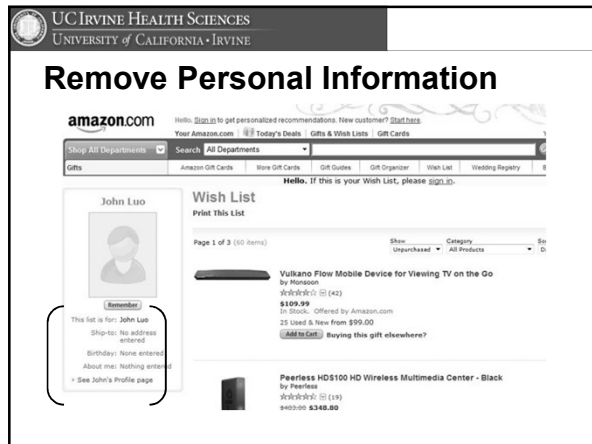 UC IRVINE HEALTH SCIENCES
UNIVERSITY of CALIFORNIA • IRVINE
Remove Personal Information
amazon.com
Hello. Sign in to get personalized recommendations. New customer? Start here.
Your Amazon.com Today's Deals Gifts & Wish Lists Gift Cards
Shop All Departments Search All Departments
Gifts Amazon Gift Cards More Gift Cards Gift Guides Gift Organizer Wish List Wedding Registry
Hello. If this is your Wish List, please sign in.
John Luo
Wish List
Print This List
Page 1 of 3 (60 items)
Show Category
Unpurchased All Products
Vulkano Flow Mobile Device for Viewing TV on the Go
by Monsoon
(42)
$109.99
In Stock. Offered by Amazon.com
25 Used & New from $99.00
Add to Cart Buying this gift elsewhere?
Remember
This list is for: John Luo
Ship-to: No address
entered
Birthday: None entered
About me: Nothing entered
See John's Profile page
Peerless HDS100 HD Wireless Multimedia Center - Black
by Peerless
(19)
$403.00 $348.80